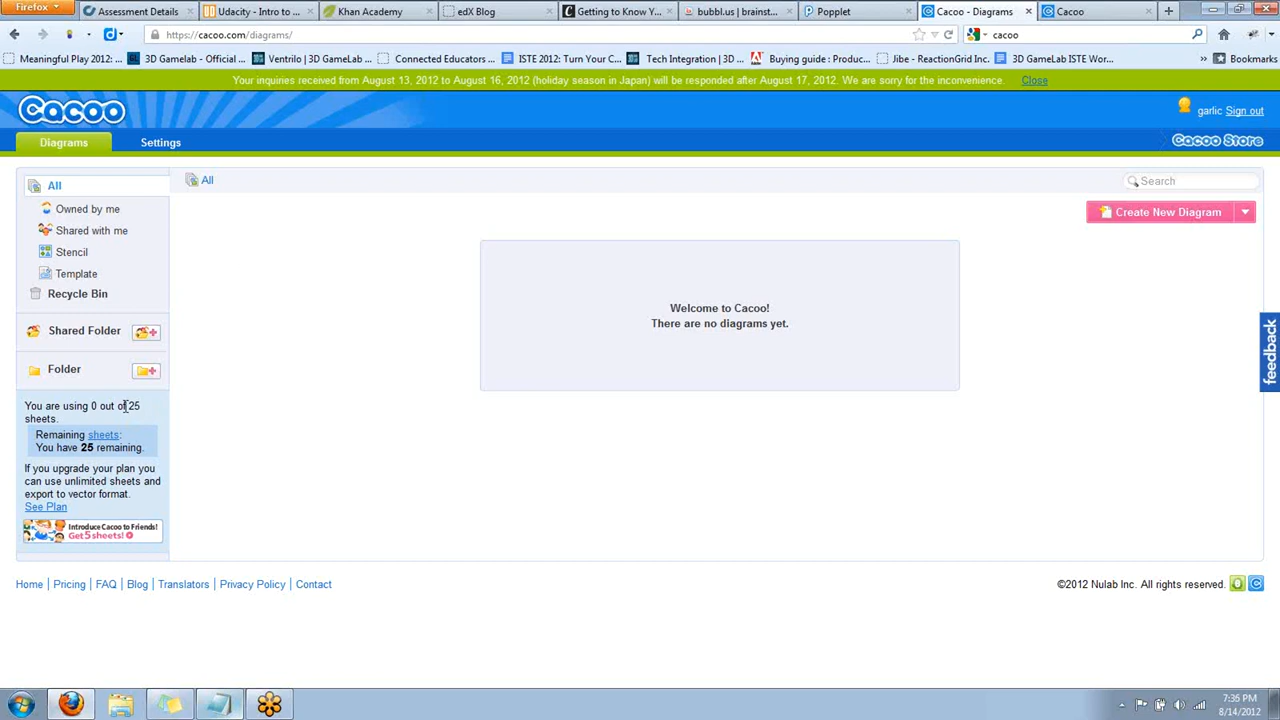 Firefox
Assessment Details
Udacity - Intro to ...
Khan Academy
edX Blog
Getting to Know Y...
bubbl.us | brainst...
Popplet
Cacoo - Diagrams
Cacoo
https://cacoo.com/diagrams/
cacoo
Meaningful Play 2012: ...
3D Gamelab - Official ...
Ventrilo | 3D GameLab ...
Connected Educators ...
ISTE 2012: Turn Your C...
Tech Integration | 3D ...
Buying guide : Produc...
Jibe - ReactionGrid Inc.
3D GameLab ISTE Wor...
Bookmarks
Your inquiries received from August 13, 2012 to August 16, 2012 (holiday season in Japan) will be responded after August 17, 2012. We are sorry for the inconvenience. Close
Cacoo
garlic Sign out
Diagrams
Settings
Cacoo Store
All
Owned by me
Shared with me
Stencil
Template
Recycle Bin
Shared Folder
Folder
You are using 0 out of 25
sheets.
Remaining sheets:
You have 25 remaining.
If you upgrade your plan you
can use unlimited sheets and
export to vector format.
See Plan
Introduce Cacoo to Friends!
Get 5 sheets!
All
Search
Create New Diagram
Welcome to Cacoo!
There are no diagrams yet.
feedback
Home | Pricing | FAQ | Blog | Translators | Privacy Policy | Contact
©2012 Nulab Inc. All rights reserved.
7:35 PM
8/14/2012